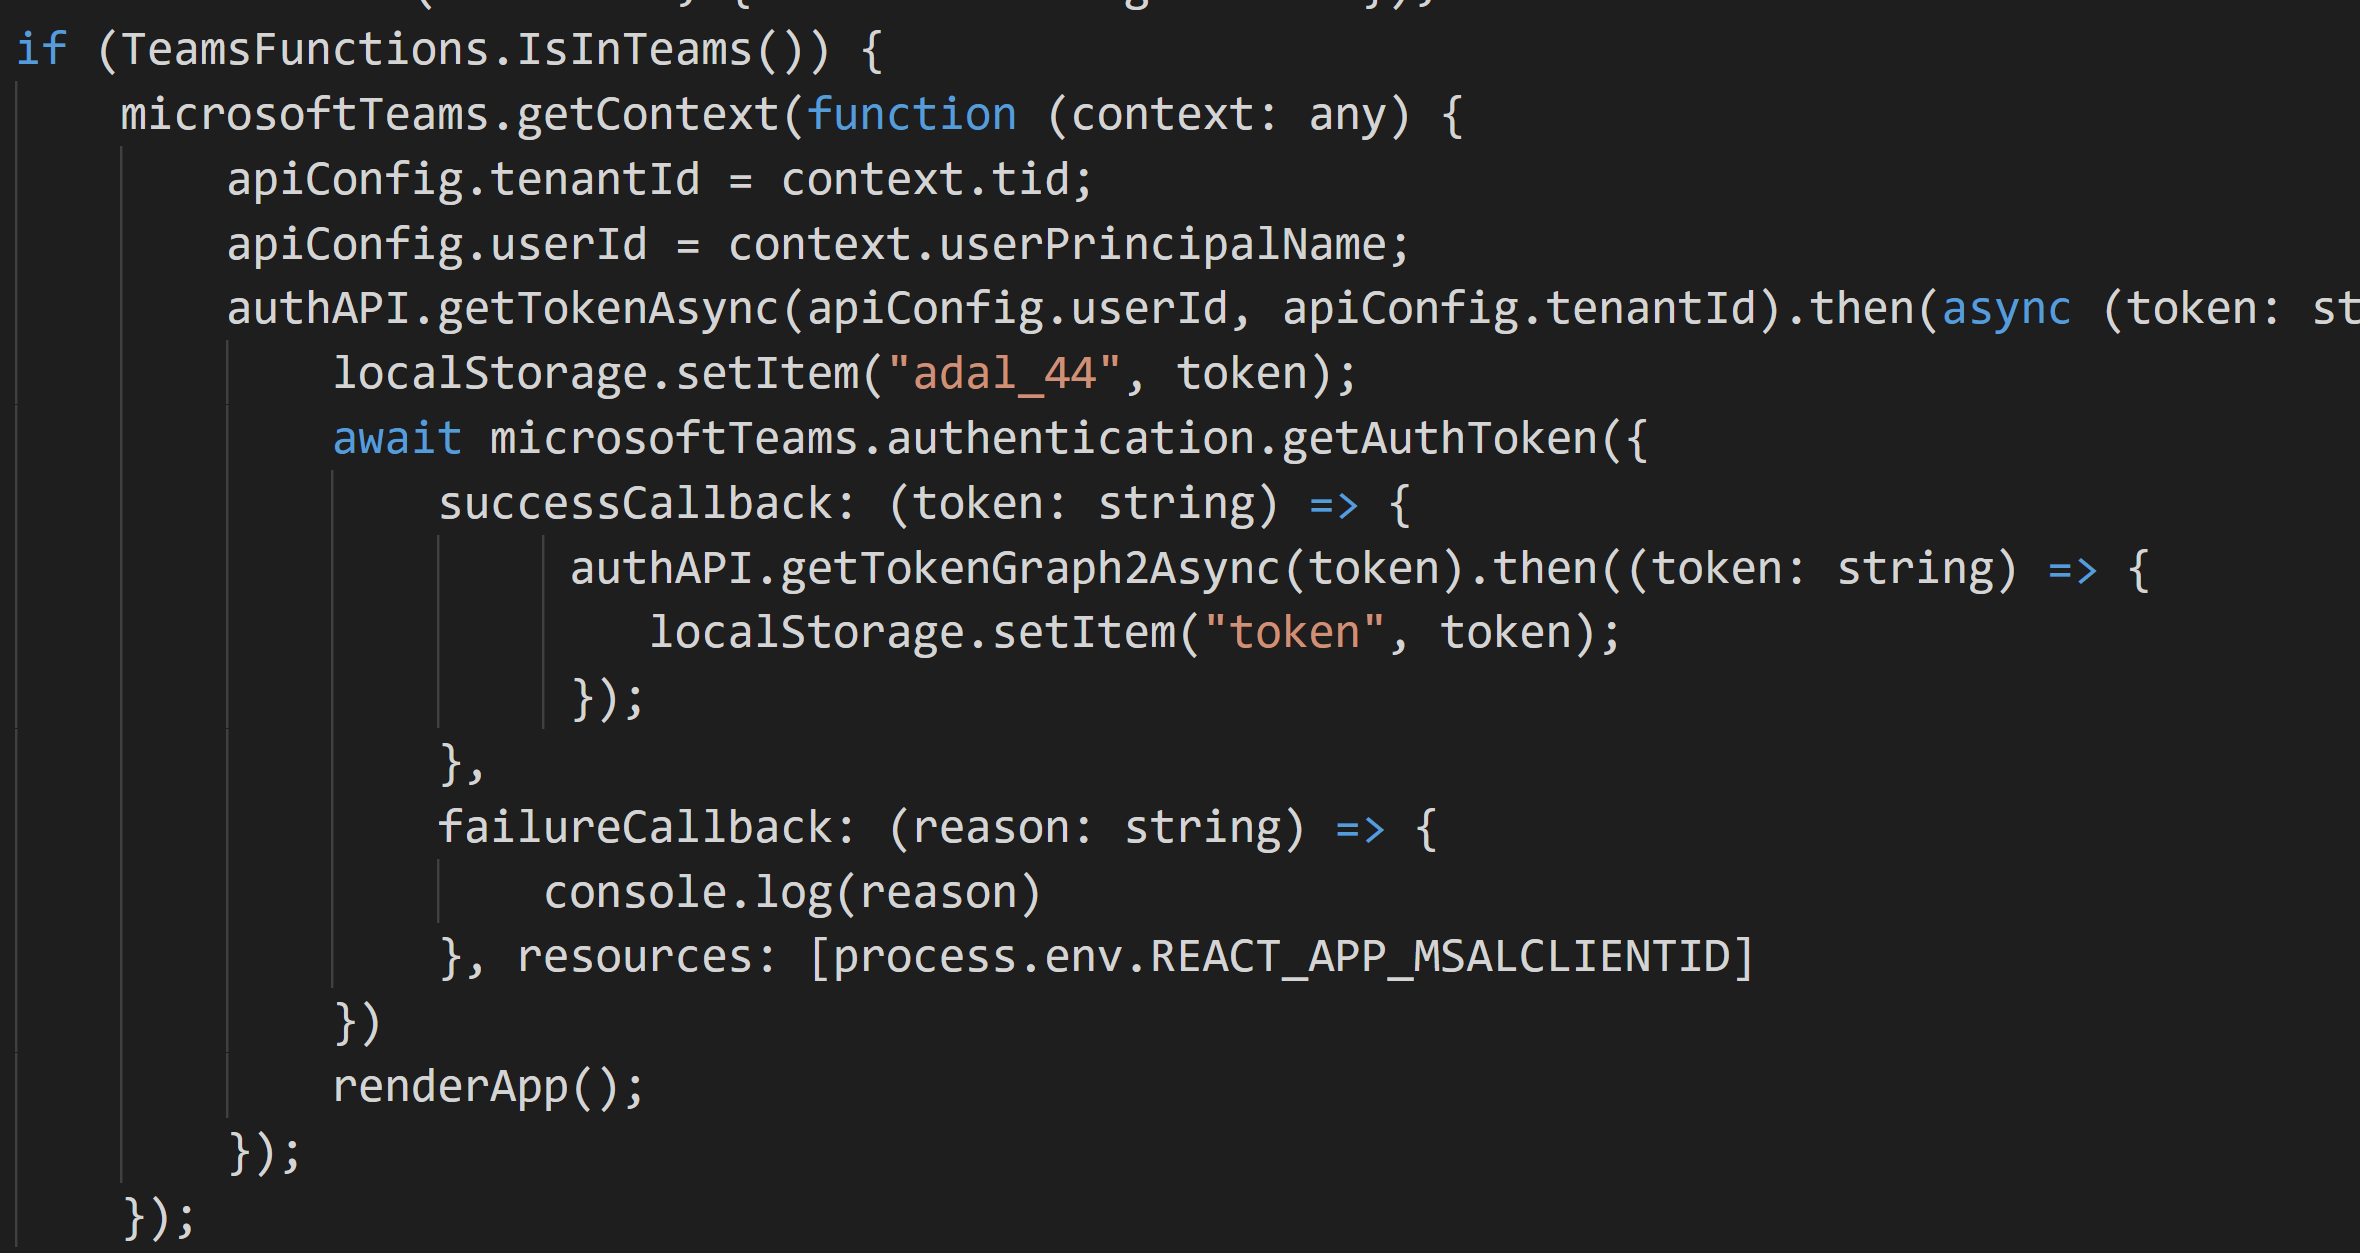 if (TeamsFunctions.IsInTeams()) {
microsoftTeams.getContext(function (context: any) {
apiConfig.tenantId = context.tid;
apiConfig.userId = context.userPrincipalName;
authAPI.getTokenAsync(apiConfig.userId, apiConfig.tenantId).then(async (token: st
localStorage.setItem("adal_44", token);
await microsoftTeams.authentication.getAuthToken({
successCallback: (token: string) => {
authAPI.getTokenGraph2Async(token).then((token: string) => {
localStorage.setItem("token", token);
});
},
failureCallback: (reason: string) => {
console.log(reason)
}, resources: [process.env.REACT_APP_MSALCLIENTID]
})
renderApp();
});
});